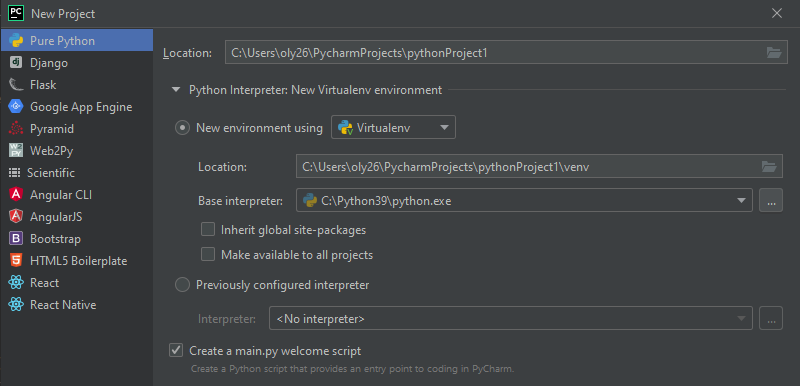 PC New Project
Pure Python
dj Django
Flask
Google App Engine
Pyramid
Web2Py
Scientific
Angular CLI
AngularJS
Bootstrap
HTML5 Boilerplate
React
React Native
Location: C:\Users\oly26\PycharmProjects\pythonProject1
Python Interpreter: New Virtualenv environment
New environment using Virtualenv
Location: C:\Users\oly26\PycharmProjects\pythonProject1\venv
Base interpreter: C:\Python39\python.exe ...
Inherit global site-packages
Make available to all projects
Previously configured interpreter
Interpreter: <No interpreter> ...
Create a main.py welcome script
Create a Python script that provides an entry point to coding in PyCharm.